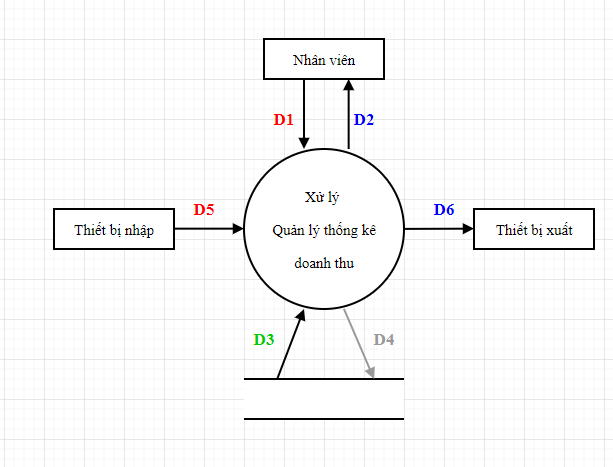 Nhân viên
D1
D2
Xử lý
Quản lý thống kê
doanh thu
D5
D6
Thiết bị nhập
Thiết bị xuất
D3
D4